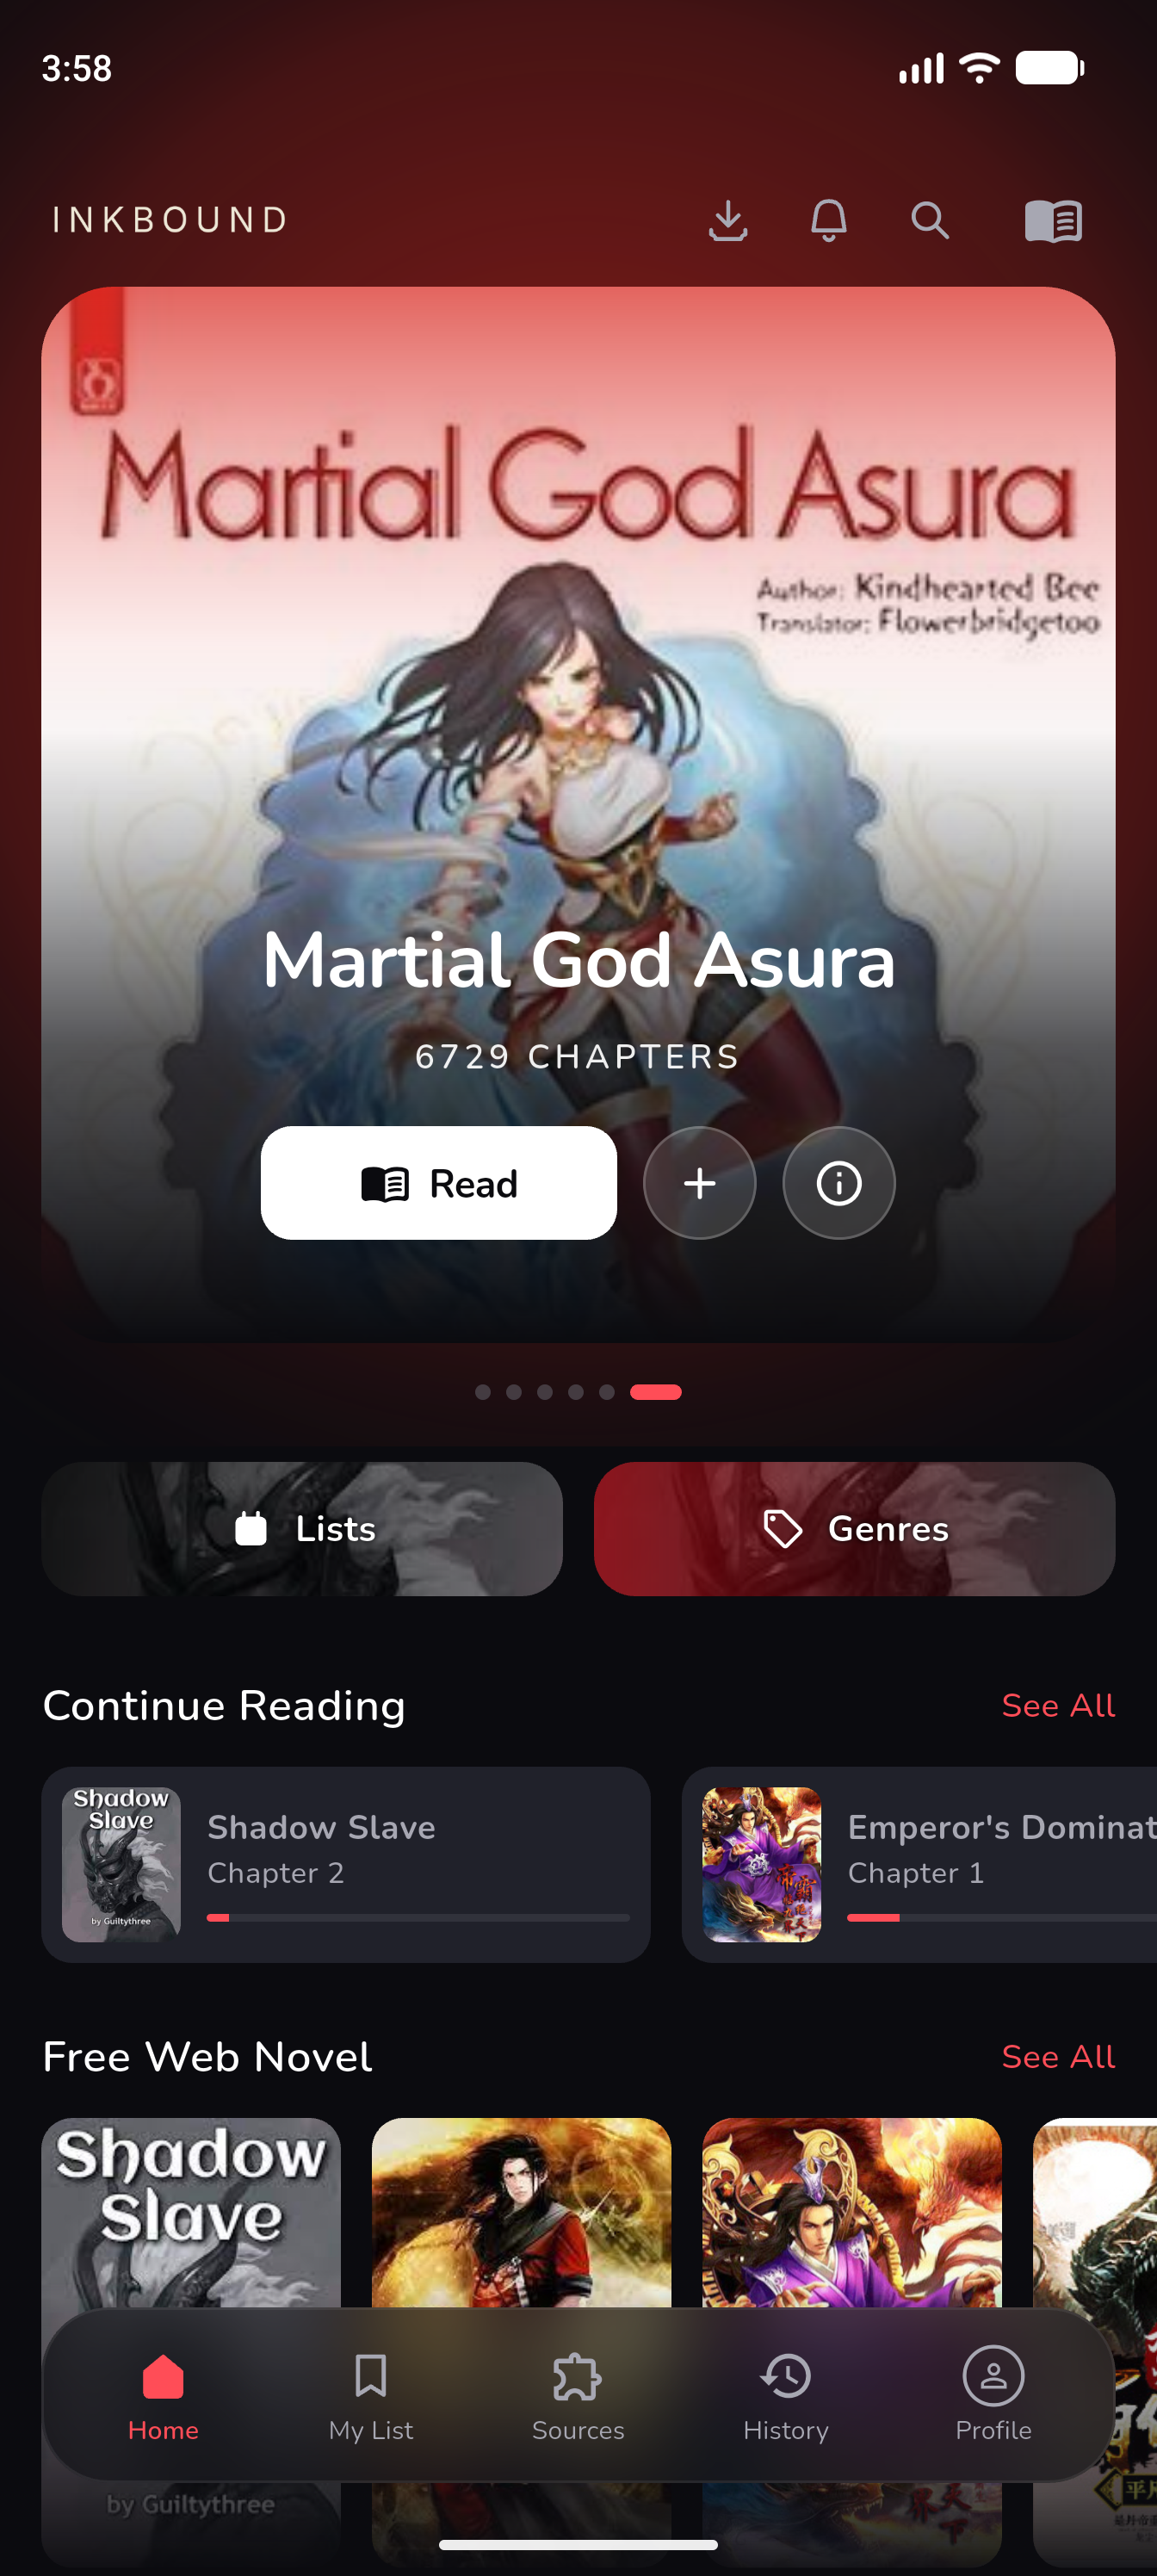 3:58
INKBOUND
Martial God Asura
Author: Kindhearted Bee
Translator: Flowerbridgetoo
Martial God Asura
6729 CHAPTERS
Read
Lists
Genres
Continue Reading
See All
Shadow
Slave
by Guiltythree
Shadow Slave
Chapter 2
Emperor's Dominat
Chapter 1
Free Web Novel
See All
Shadow
Slave
by Guiltythree
Home
My List
Sources
History
Profile